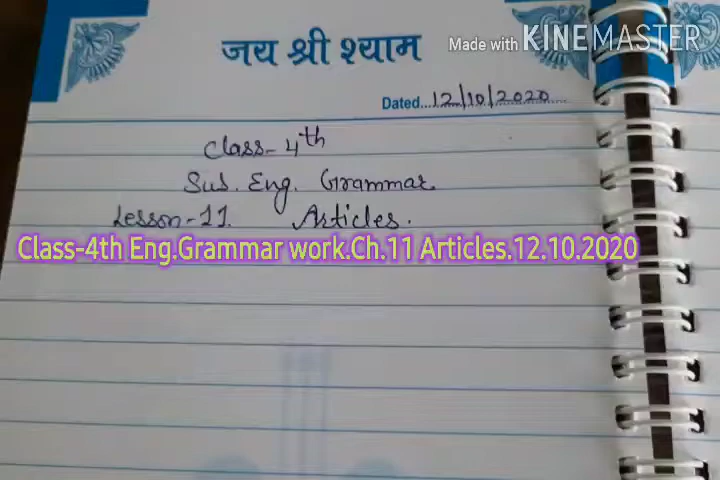 जय श्री श्याम
Made with KINEMASTER
Dated...12/10/2020
Class-4th
Sub. Eng. Grammar.
Lesson-11. Articles.
Class-4th Eng.Grammar work.Ch.11 Articles.12.10.2020